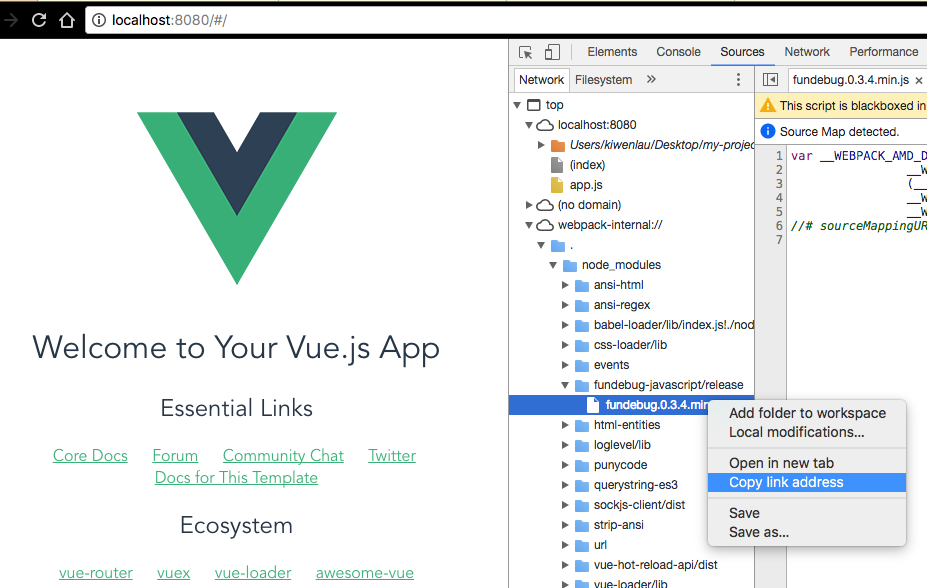 localhost:8080/#/
Welcome to Your Vue.js App
Essential Links
Core Docs Forum Community Chat Twitter
Docs for This Template
Ecosystem
vue-router vuex vue-loader awesome-vue
Elements Console Sources Network Performance
Network Filesystem »
top
localhost:8080
Users/kiwenlau/Desktop/my-projec
(index)
app.js
(no domain)
webpack-internal://
.
node_modules
ansi-html
ansi-regex
babel-loader/lib/index.js!./nod
css-loader/lib
events
fundebug-javascript/release
fundebug.0.3.4.min
html-entities
loglevel/lib
punycode
querystring-es3
sockjs-client/dist
strip-ansi
url
vue-hot-reload-api/dist
vue-loader/lib
fundebug.0.3.4.min.js ×
This script is blackboxed in
Source Map detected.
1 var __WEBPACK_AMD_D
2 __W
3 (__
4 __W
5 __W
6 //# sourceMappingUR
7
Add folder to workspace
Local modifications...
Open in new tab
Copy link address
Save
Save as...